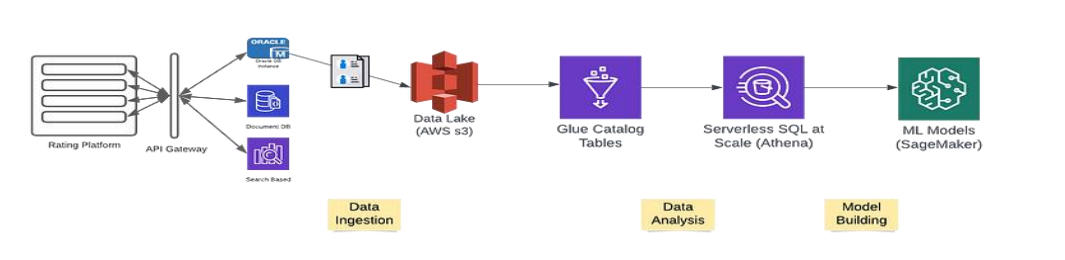 ORACLE
Oracle DB
Instance
Document DB
Search Based
Rating Platform
API Gateway
Data Lake
(AWS s3)
Glue Catalog
Tables
Serverless SQL at
Scale (Athena)
ML Models
(SageMaker)
Data
Ingestion
Data
Analysis
Model
Building